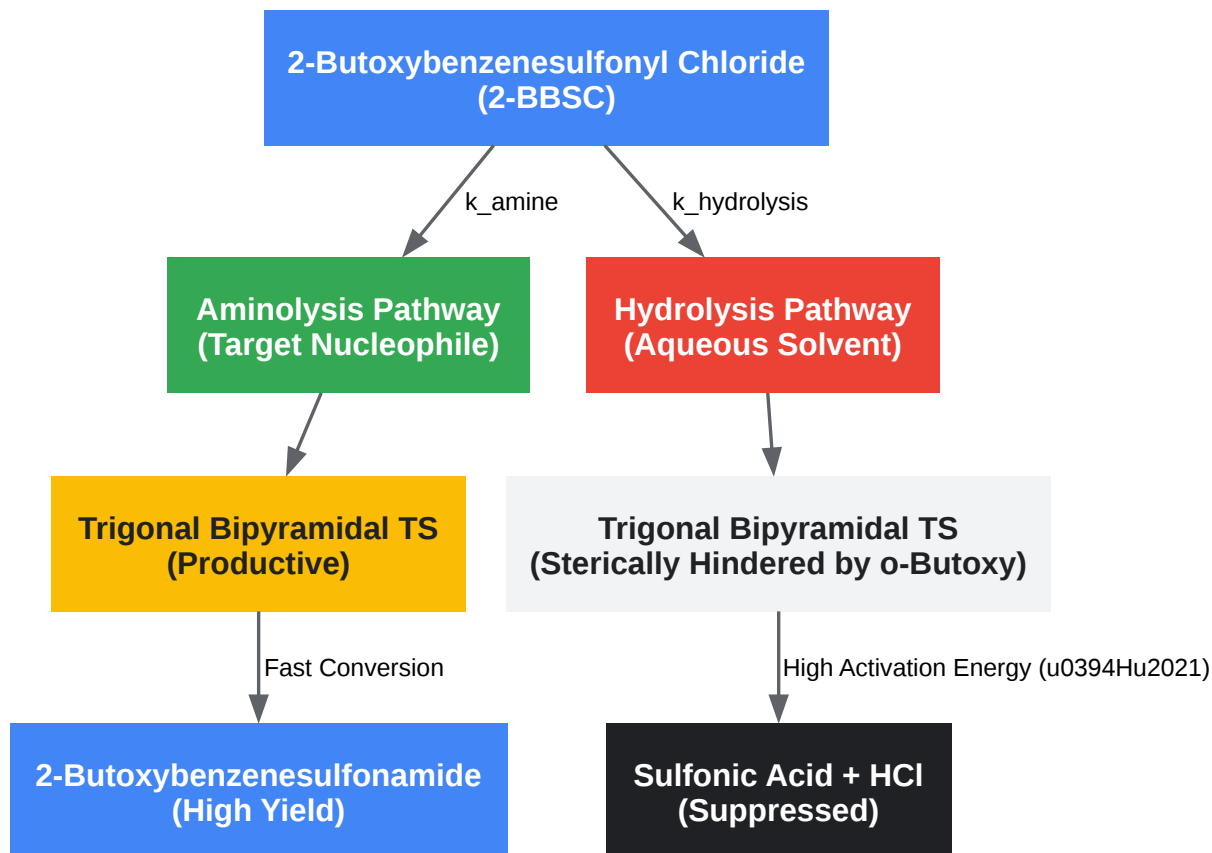 2-Butoxybenzenesulfonyl Chloride
(2-BBSC)
k_amine
k_hydrolysis
Aminolysis Pathway
(Target Nucleophile)
Hydrolysis Pathway
(Aqueous Solvent)
Trigonal Bipyramidal TS
(Productive)
Trigonal Bipyramidal TS
(Sterically Hindered by o-Butoxy)
Fast Conversion
High Activation Energy (u0394Hu2021)
2-Butoxybenzenesulfonamide
(High Yield)
Sulfonic Acid + HCl
(Suppressed)